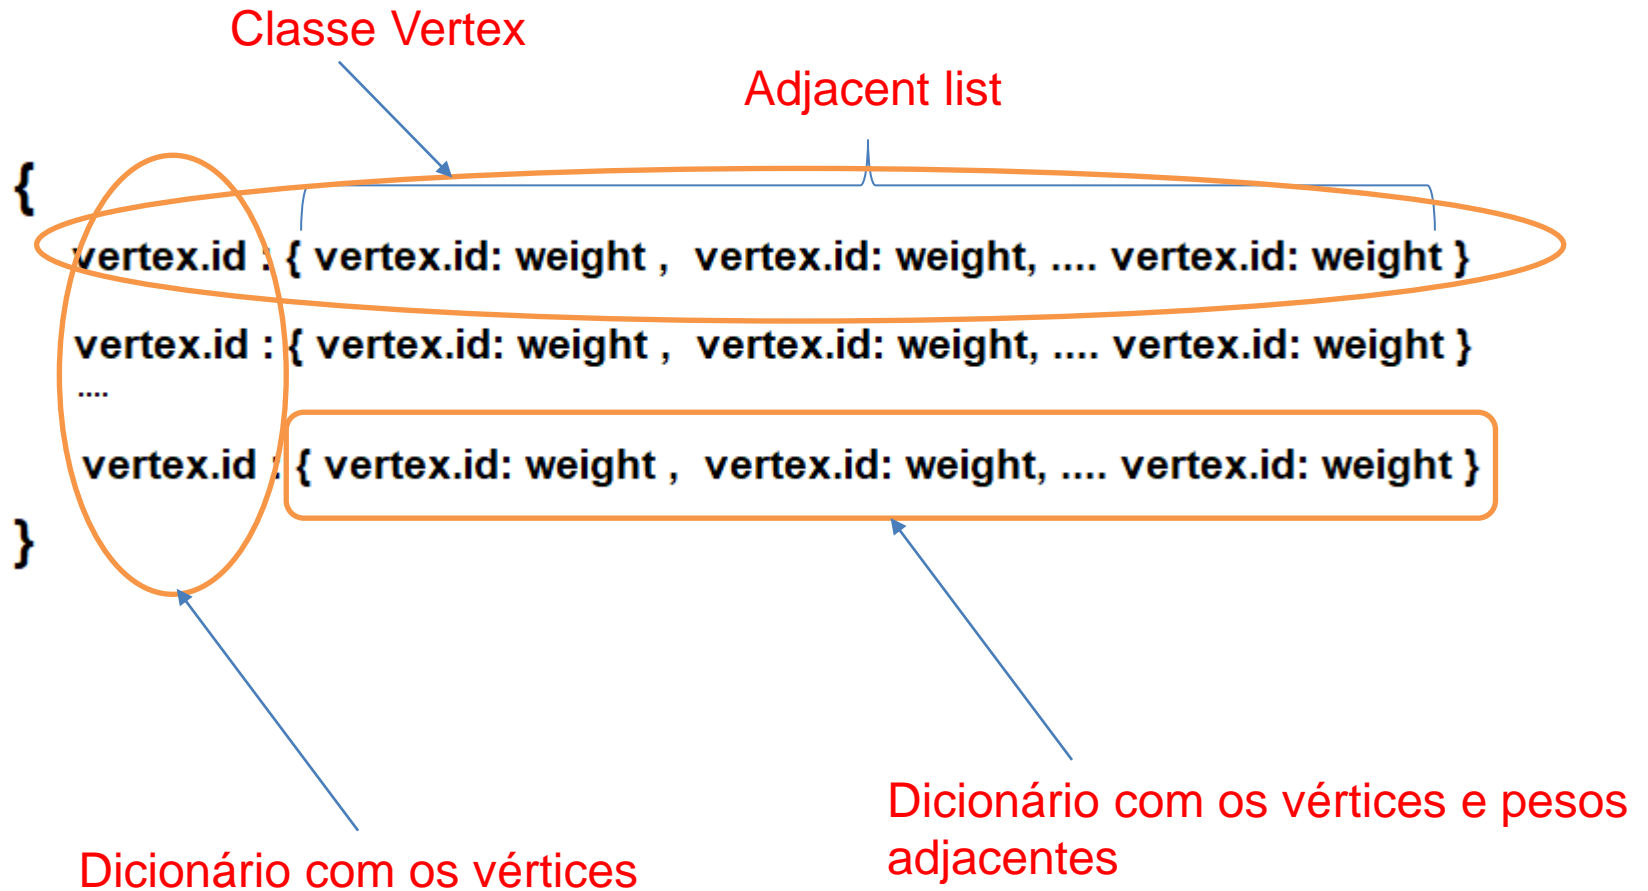 Classe Vertex
Adjacent list
{
vertex.id : { vertex.id: weight ,  vertex.id: weight, .... vertex.id: weight }
vertex.id : { vertex.id: weight ,  vertex.id: weight, .... vertex.id: weight }
....
vertex.id : { vertex.id: weight ,  vertex.id: weight, .... vertex.id: weight }
}
Dicionário com os vértices e pesos
adjacentes
Dicionário com os vértices